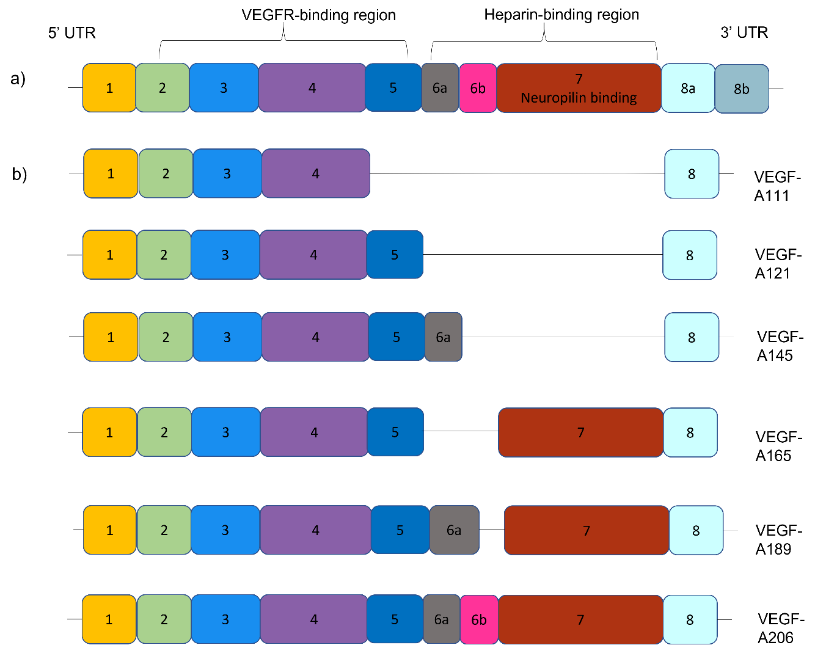 VEGFR-binding region
Heparin-binding region
5’ UTR
3’ UTR
a)
1 2 3 4 5 6a 6b 7 8a 8b
Neuropilin binding
b)
1 2 3 4 8 VEGF-
A111
1 2 3 4 5 8 VEGF-
A121
1 2 3 4 5 6a 8 VEGF-
A145
1 2 3 4 5 7 8 VEGF-
A165
1 2 3 4 5 6a 7 8 VEGF-
A189
1 2 3 4 5 6a 6b 7 8 VEGF-
A206